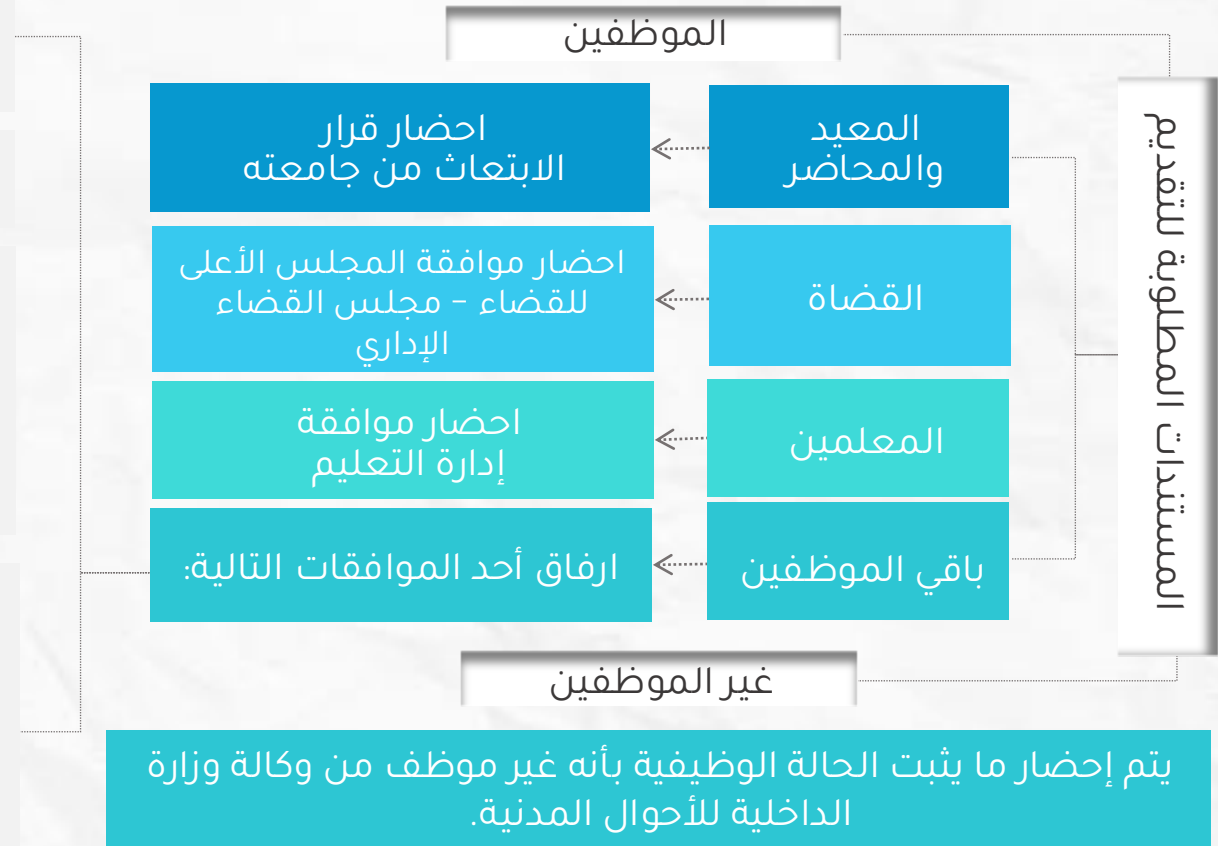 المستندات المطلوبة للتقديم
الموظفين
المعيد
والمحاضر
احضار قرار
الابتعاث من جامعته
القضاة
احضار موافقة المجلس الأعلى
للقضاء – مجلس القضاء
الإداري
المعلمين
احضار موافقة
إدارة التعليم
باقي الموظفين
ارفاق أحد الموافقات التالية:
غير الموظفين
يتم إحضار ما يثبت الحالة الوظيفية بأنه غير موظف من وكالة وزارة
الداخلية للأحوال المدنية.